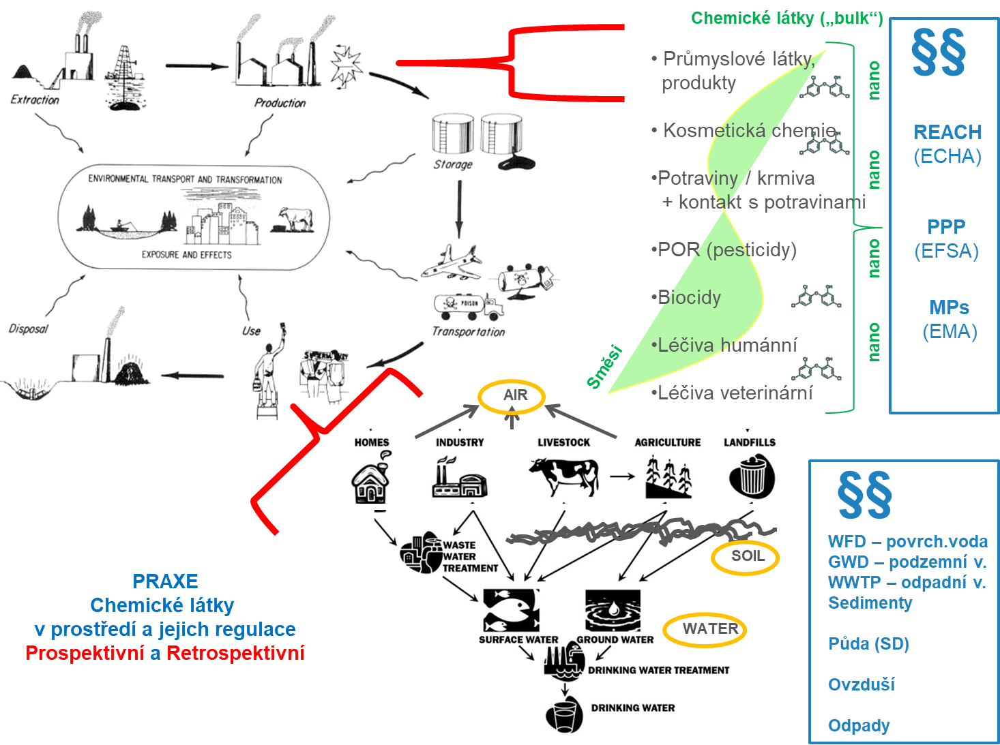 Extraction
Production
Storage
ENVIRONMENTAL TRANSPORT AND TRANSFORMATION
EXPOSURE AND EFFECTS
POISON
Transportation
Disposal
Use
SUPERMARKET
Chemické látky („bulk“)
• Průmyslové látky,
produkty
• Kosmetická chemie
•Potraviny / krmiva
+ kontakt s potravinami
•POR (pesticidy)
•Biocidy
•Léčiva humánní
•Léčiva veterinární
Směsi
nano
nano
nano
nano
§§
REACH
(ECHA)
PPP
(EFSA)
MPs
(EMA)
AIR
HOMES
INDUSTRY
LIVESTOCK
AGRICULTURE
LANDFILLS
WASTE
WATER
TREATMENT
SOIL
WATER
SURFACE WATER
GROUND WATER
DRINKING WATER TREATMENT
DRINKING WATER
PRAXE
Chemické látky
v prostředí a jejich regulace
Prospektivní a Retrospektivní
§§
WFD – povrch.voda
GWD – podzemní v.
WWTP – odpadní v.
Sedimenty
Půda (SD)
Ovzduší
Odpady